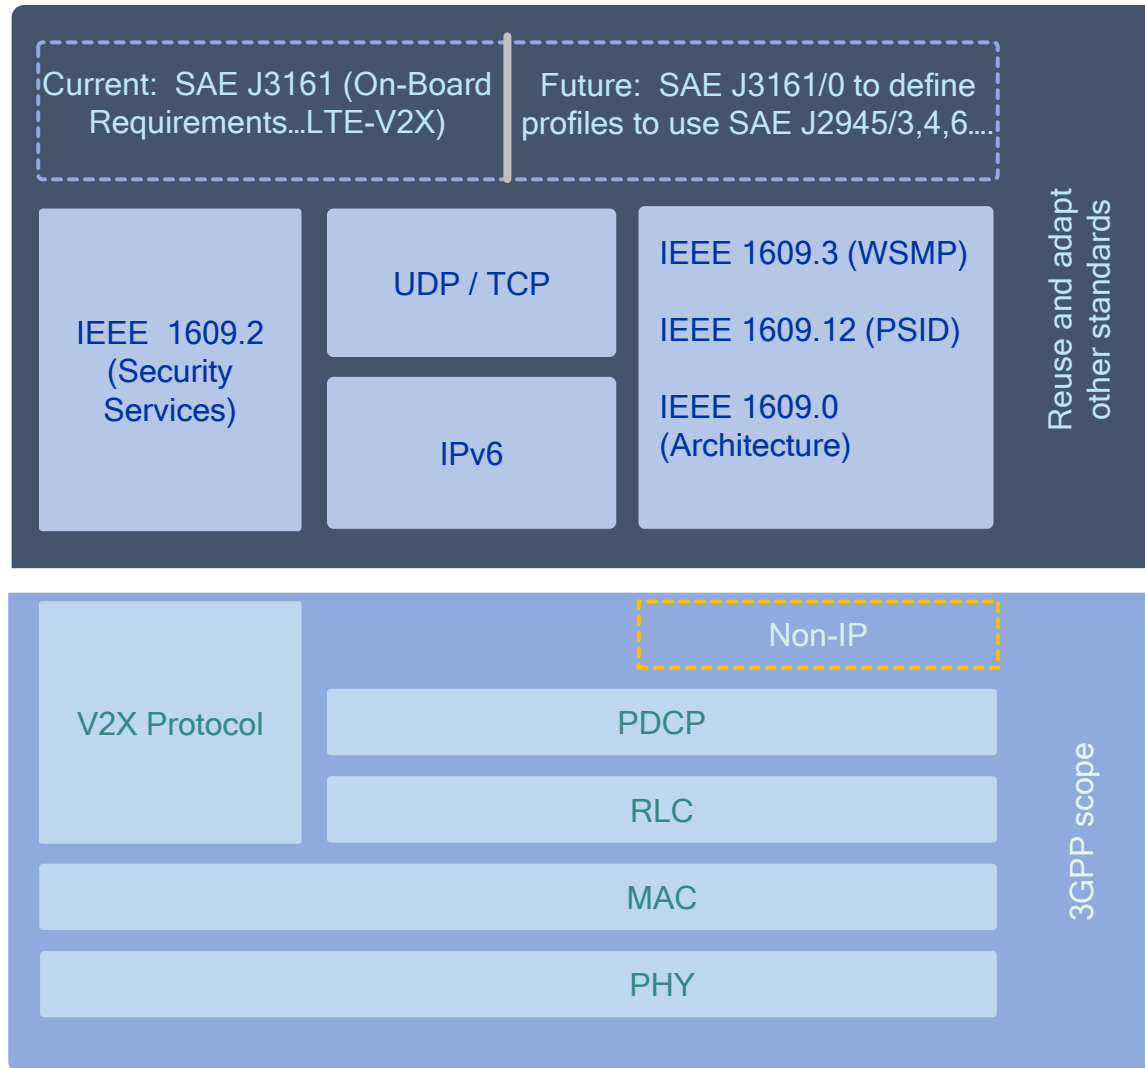 Current:  SAE J3161 (On-Board
Requirements...LTE-V2X)
Future:  SAE J3161/0 to define
profiles to use SAE J2945/3,4,6....
IEEE  1609.2
(Security
Services)
UDP / TCP
IPv6
IEEE 1609.3 (WSMP)
IEEE 1609.12 (PSID)
IEEE 1609.0
(Architecture)
Reuse and adapt
other standards
Non-IP
V2X Protocol
PDCP
RLC
MAC
PHY
3GPP scope